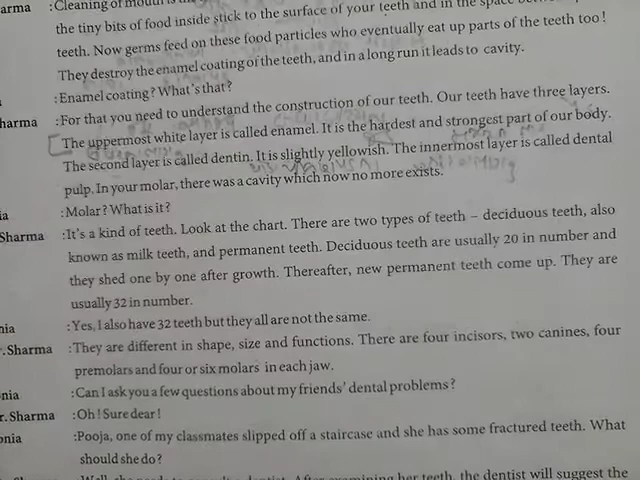 arma :Cleaning of mouth is
the tiny bits of food inside stick to the surface of your teeth and in the space
teeth. Now germs feed on these food particles who eventually eat up parts of the teeth too!
They destroy the enamel coating of the teeth, and in a long run it leads to cavity.
:Enamel coating? What's that?
harma :For that you need to understand the construction of our teeth. Our teeth have three layers.
The uppermost white layer is called enamel. It is the hardest and strongest part of our body.
The second layer is called dentin. It is slightly yellowish. The innermost layer is called dental
pulp. In your molar, there was a cavity which now no more exists.
ia :Molar? What is it?
Sharma :It's a kind of teeth. Look at the chart. There are two types of teeth – deciduous teeth, also
known as milk teeth, and permanent teeth. Deciduous teeth are usually 20 in number and
they shed one by one after growth. Thereafter, new permanent teeth come up. They are
usually 32 in number.
nia :Yes, I also have 32 teeth but they all are not the same.
r.Sharma :They are different in shape, size and functions. There are four incisors, two canines, four
premolars and four or six molars in each jaw.
onia :Can I ask you a few questions about my friends' dental problems?
r.Sharma :Oh! Sure dear!
onia :Pooja, one of my classmates slipped off a staircase and she has some fractured teeth. What
should she do?
After examining her teeth, the dentist will suggest the